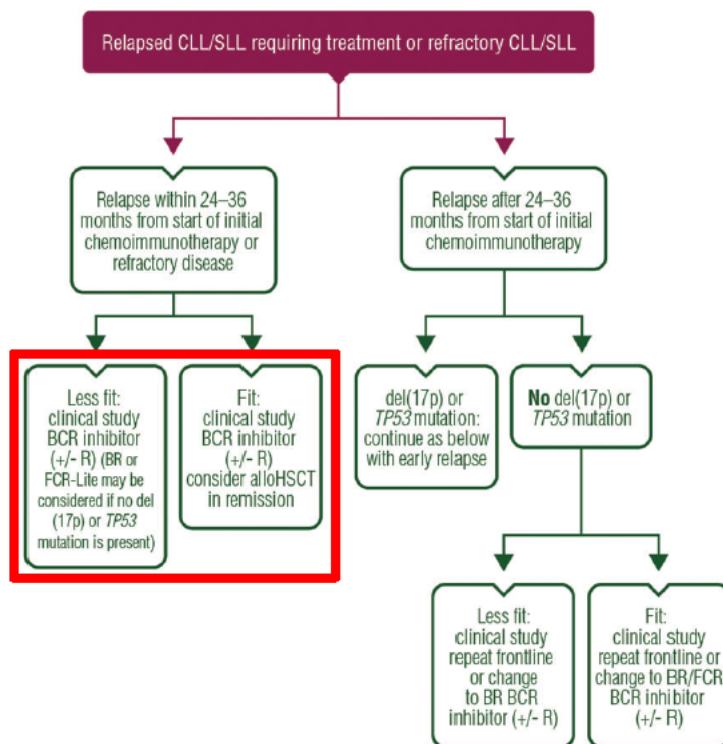 Relapsed CLL/SLL requiring treatment or refractory CLL/SLL
Relapse within 24–36
months from start of initial
chemoimmunotherapy or
refractory disease
Relapse after 24–36
months from start of initial
chemoimmunotherapy
Less fit:
clinical study
BCR inhibitor
(+/- R) (BR or
FCR-Lite may be
considered if no del
(17p) or TP53
mutation is present)
Fit:
clinical study
BCR inhibitor
(+/- R)
consider alloHSCT
in remission
del(17p) or
TP53 mutation:
continue as below
with early relapse
No del(17p) or
TP53 mutation
Less fit:
clinical study
repeat frontline
or change
to BR BCR
inhibitor (+/- R)
Fit:
clinical study
repeat frontline or
change to BR/FCR
BCR inhibitor
(+/- R)